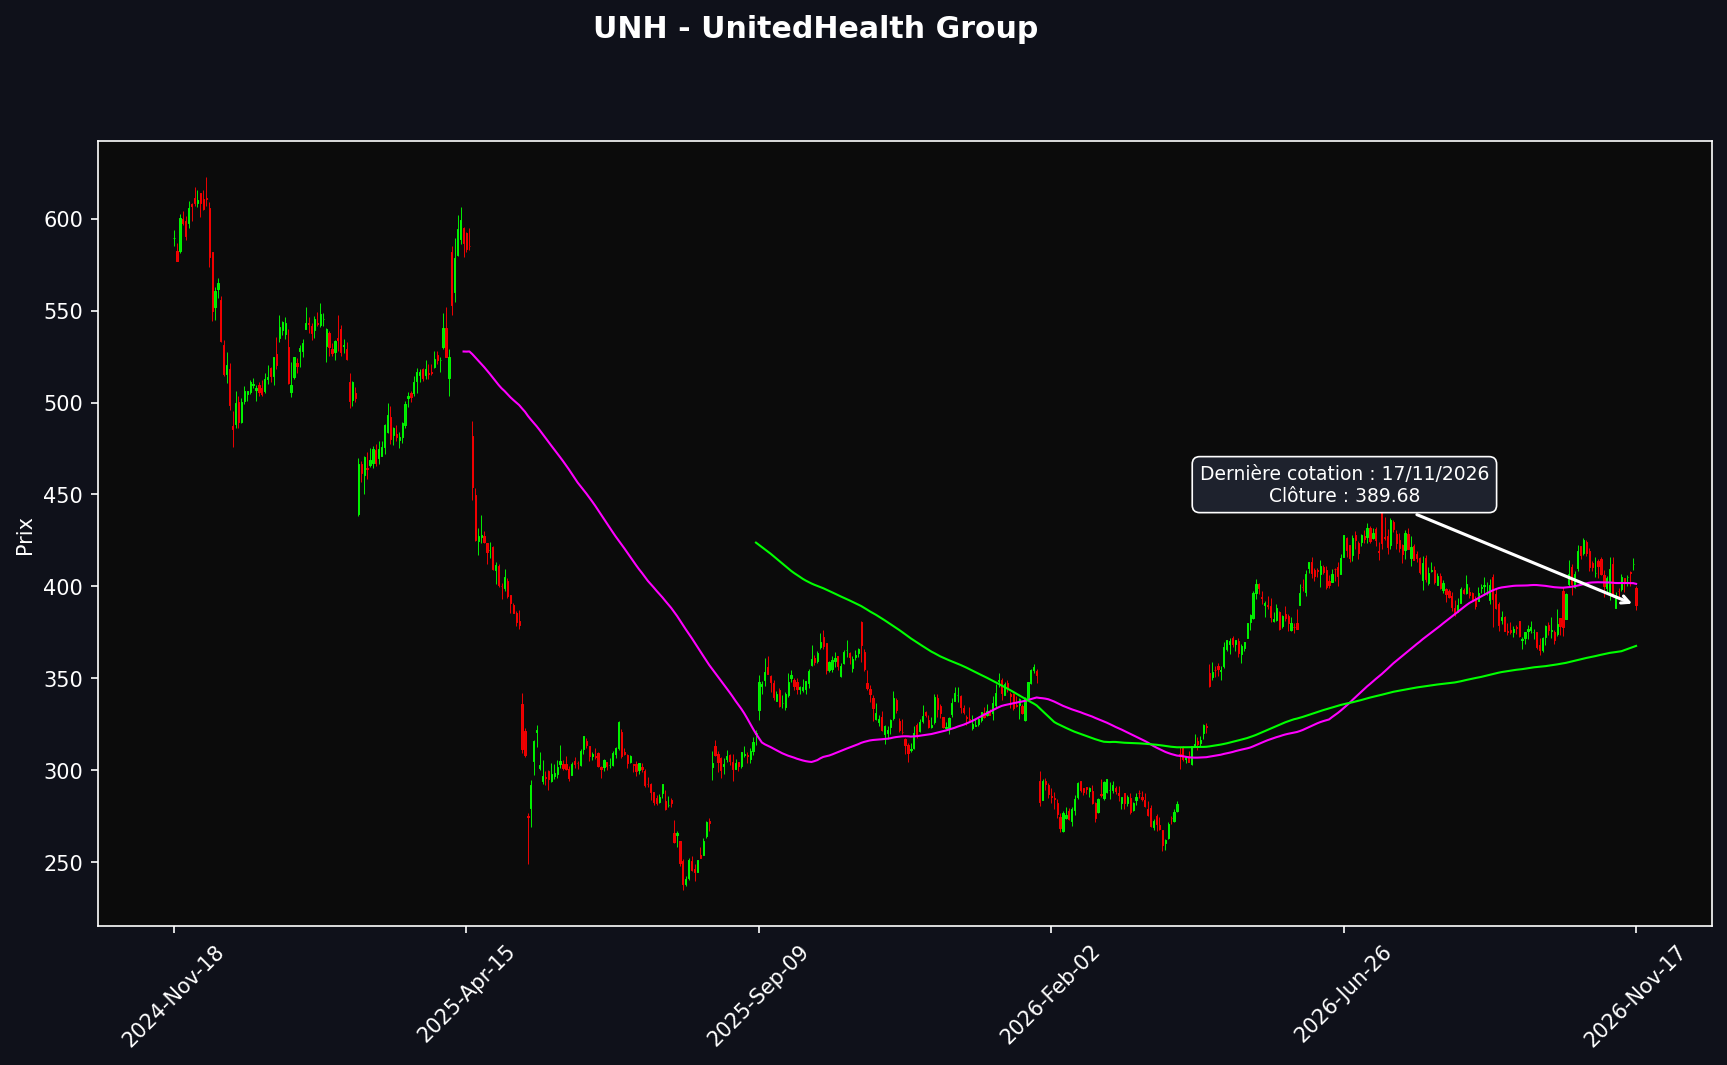 UNH - UnitedHealth Group
Prix
600
550
500
450
400
350
300
250
Dernière cotation : 17/11/2026
Clôture : 389.68
2024-Nov-18
2025-Apr-15
2025-Sep-09
2026-Feb-02
2026-Jun-26
2026-Nov-17